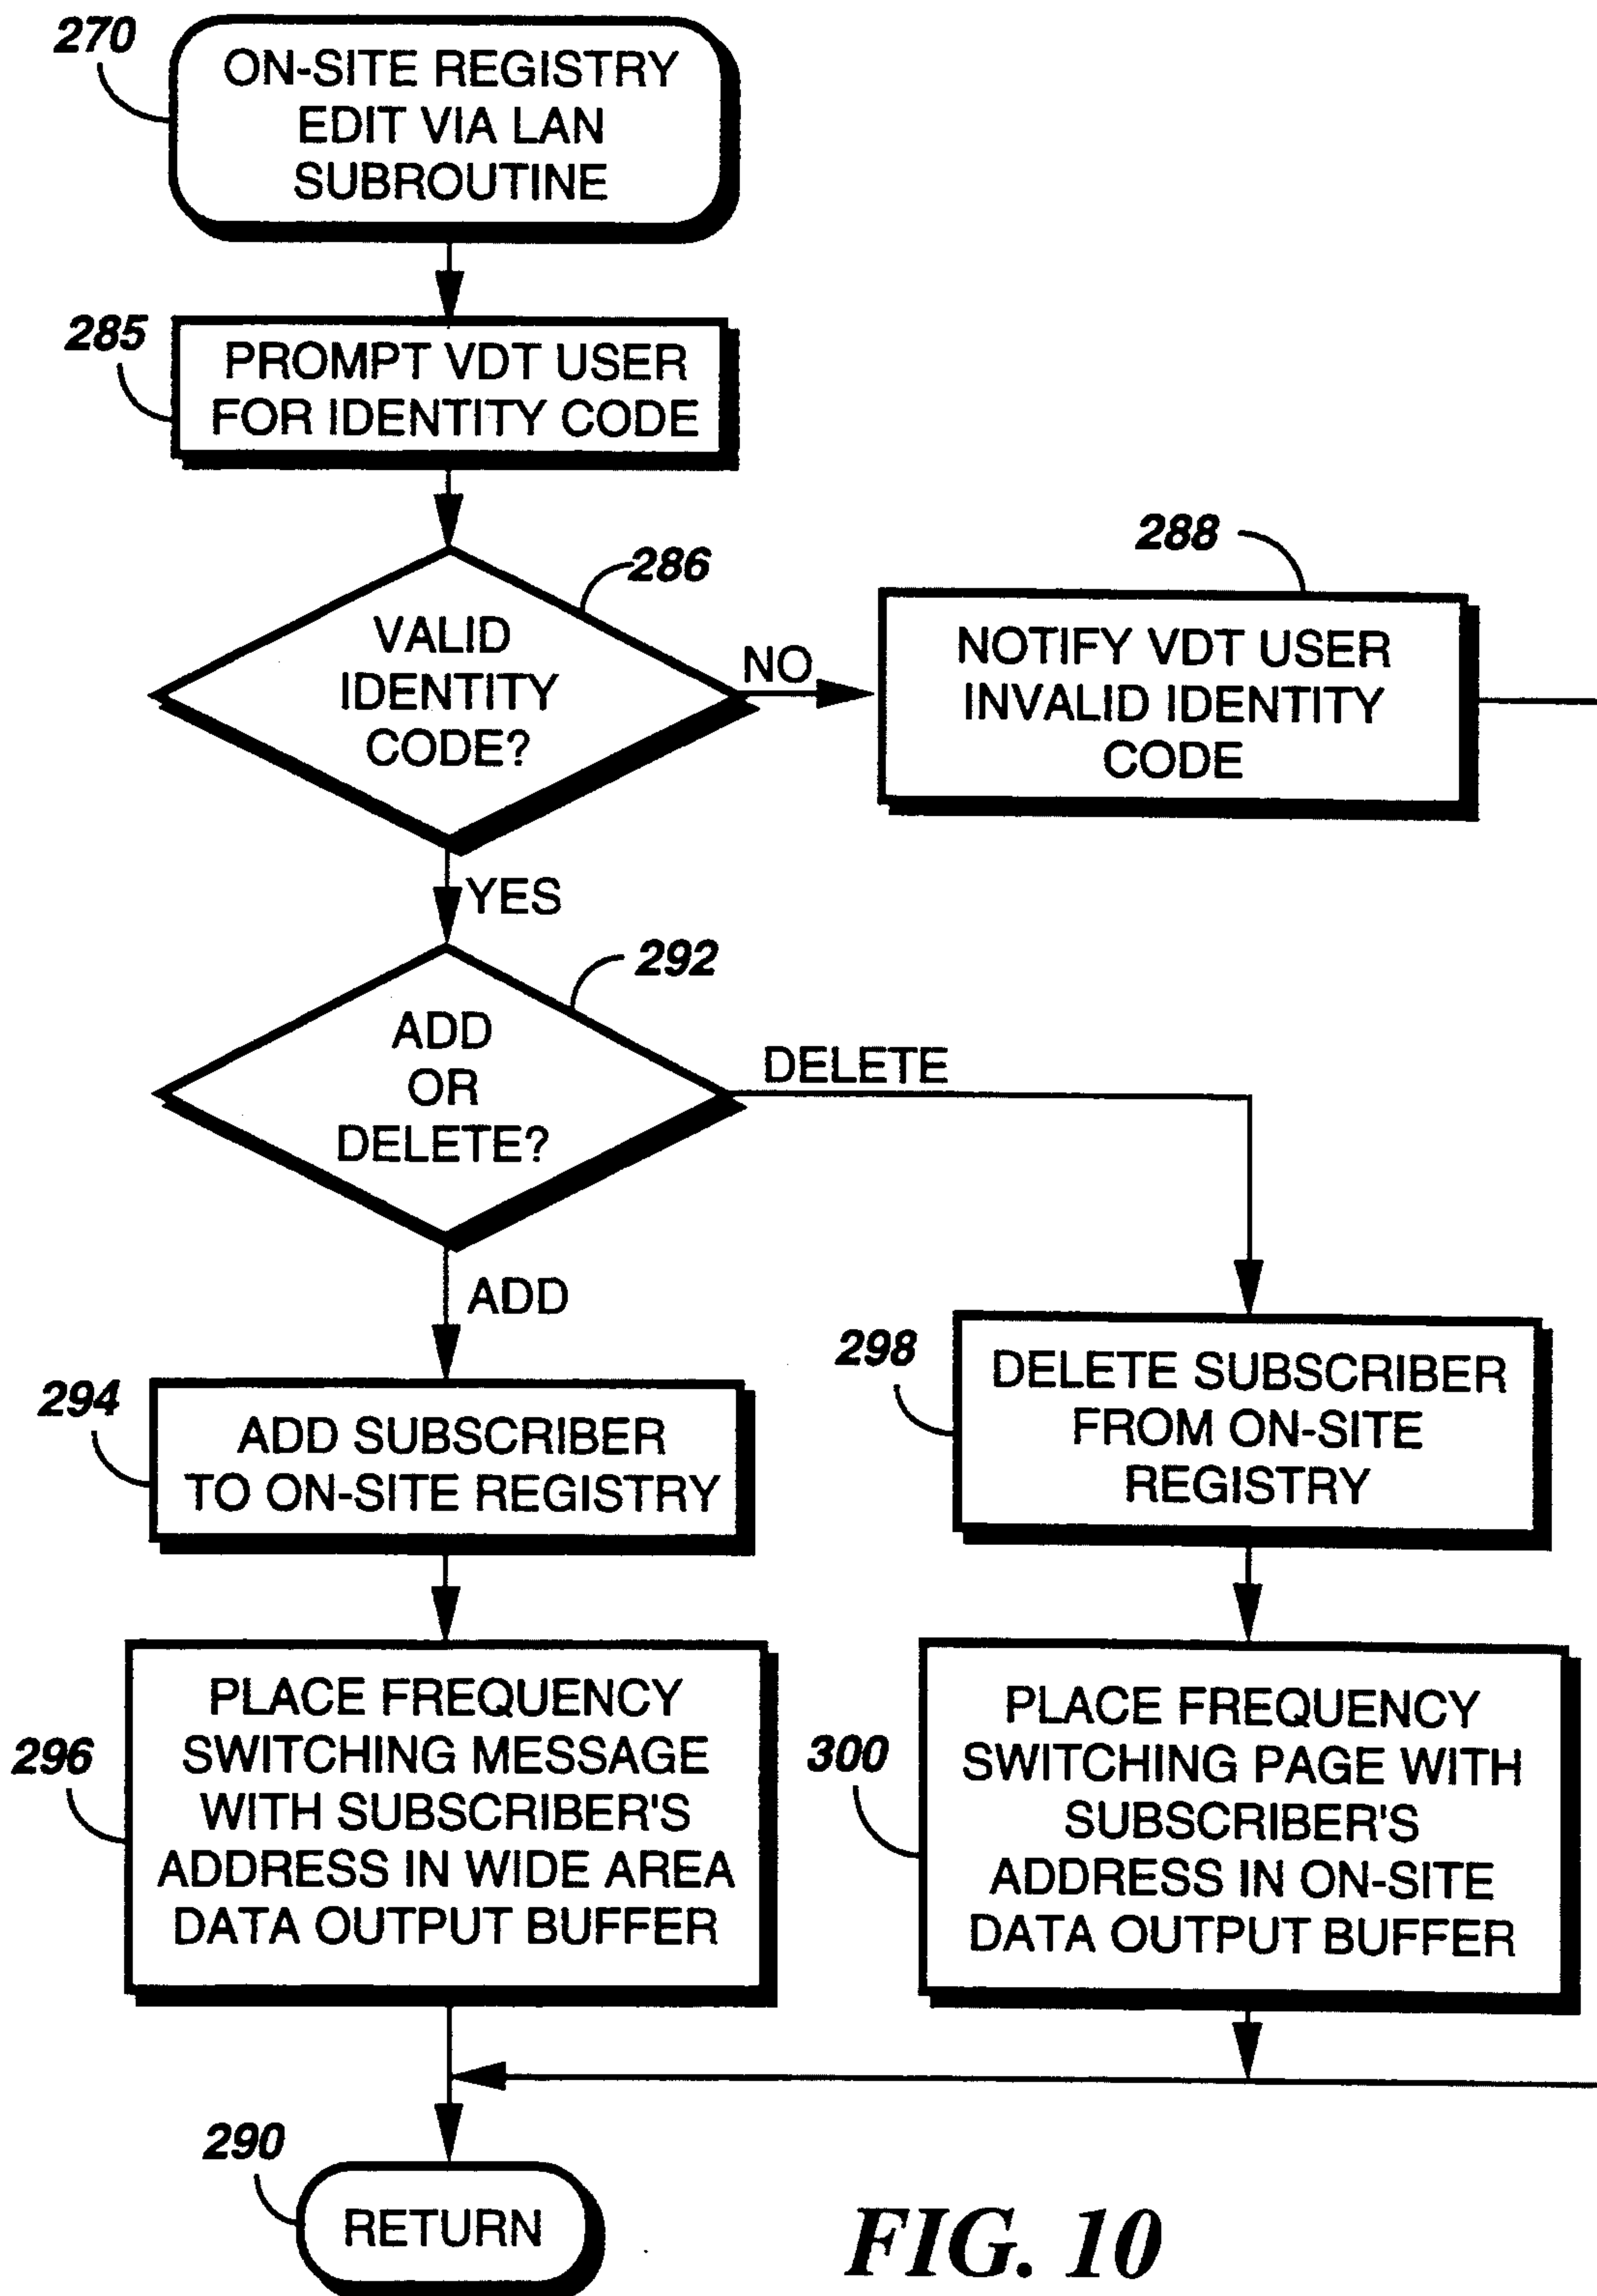 270
ON-SITE REGISTRY
EDIT VIA LAN
SUBROUTINE
285
PROMPT VDT USER
FOR IDENTITY CODE
286
VALID
IDENTITY
CODE?
NO
288
NOTIFY VDT USER
INVALID IDENTITY
CODE
YES
292
ADD
OR
DELETE?
DELETE
ADD
294
ADD SUBSCRIBER
TO ON-SITE REGISTRY
298
DELETE SUBSCRIBER
FROM ON-SITE
REGISTRY
296
PLACE FREQUENCY
SWITCHING MESSAGE
WITH SUBSCRIBER'S
ADDRESS IN WIDE AREA
DATA OUTPUT BUFFER
300
PLACE FREQUENCY
SWITCHING PAGE WITH
SUBSCRIBER'S
ADDRESS IN ON-SITE
DATA OUTPUT BUFFER
290
RETURN
FIG. 10